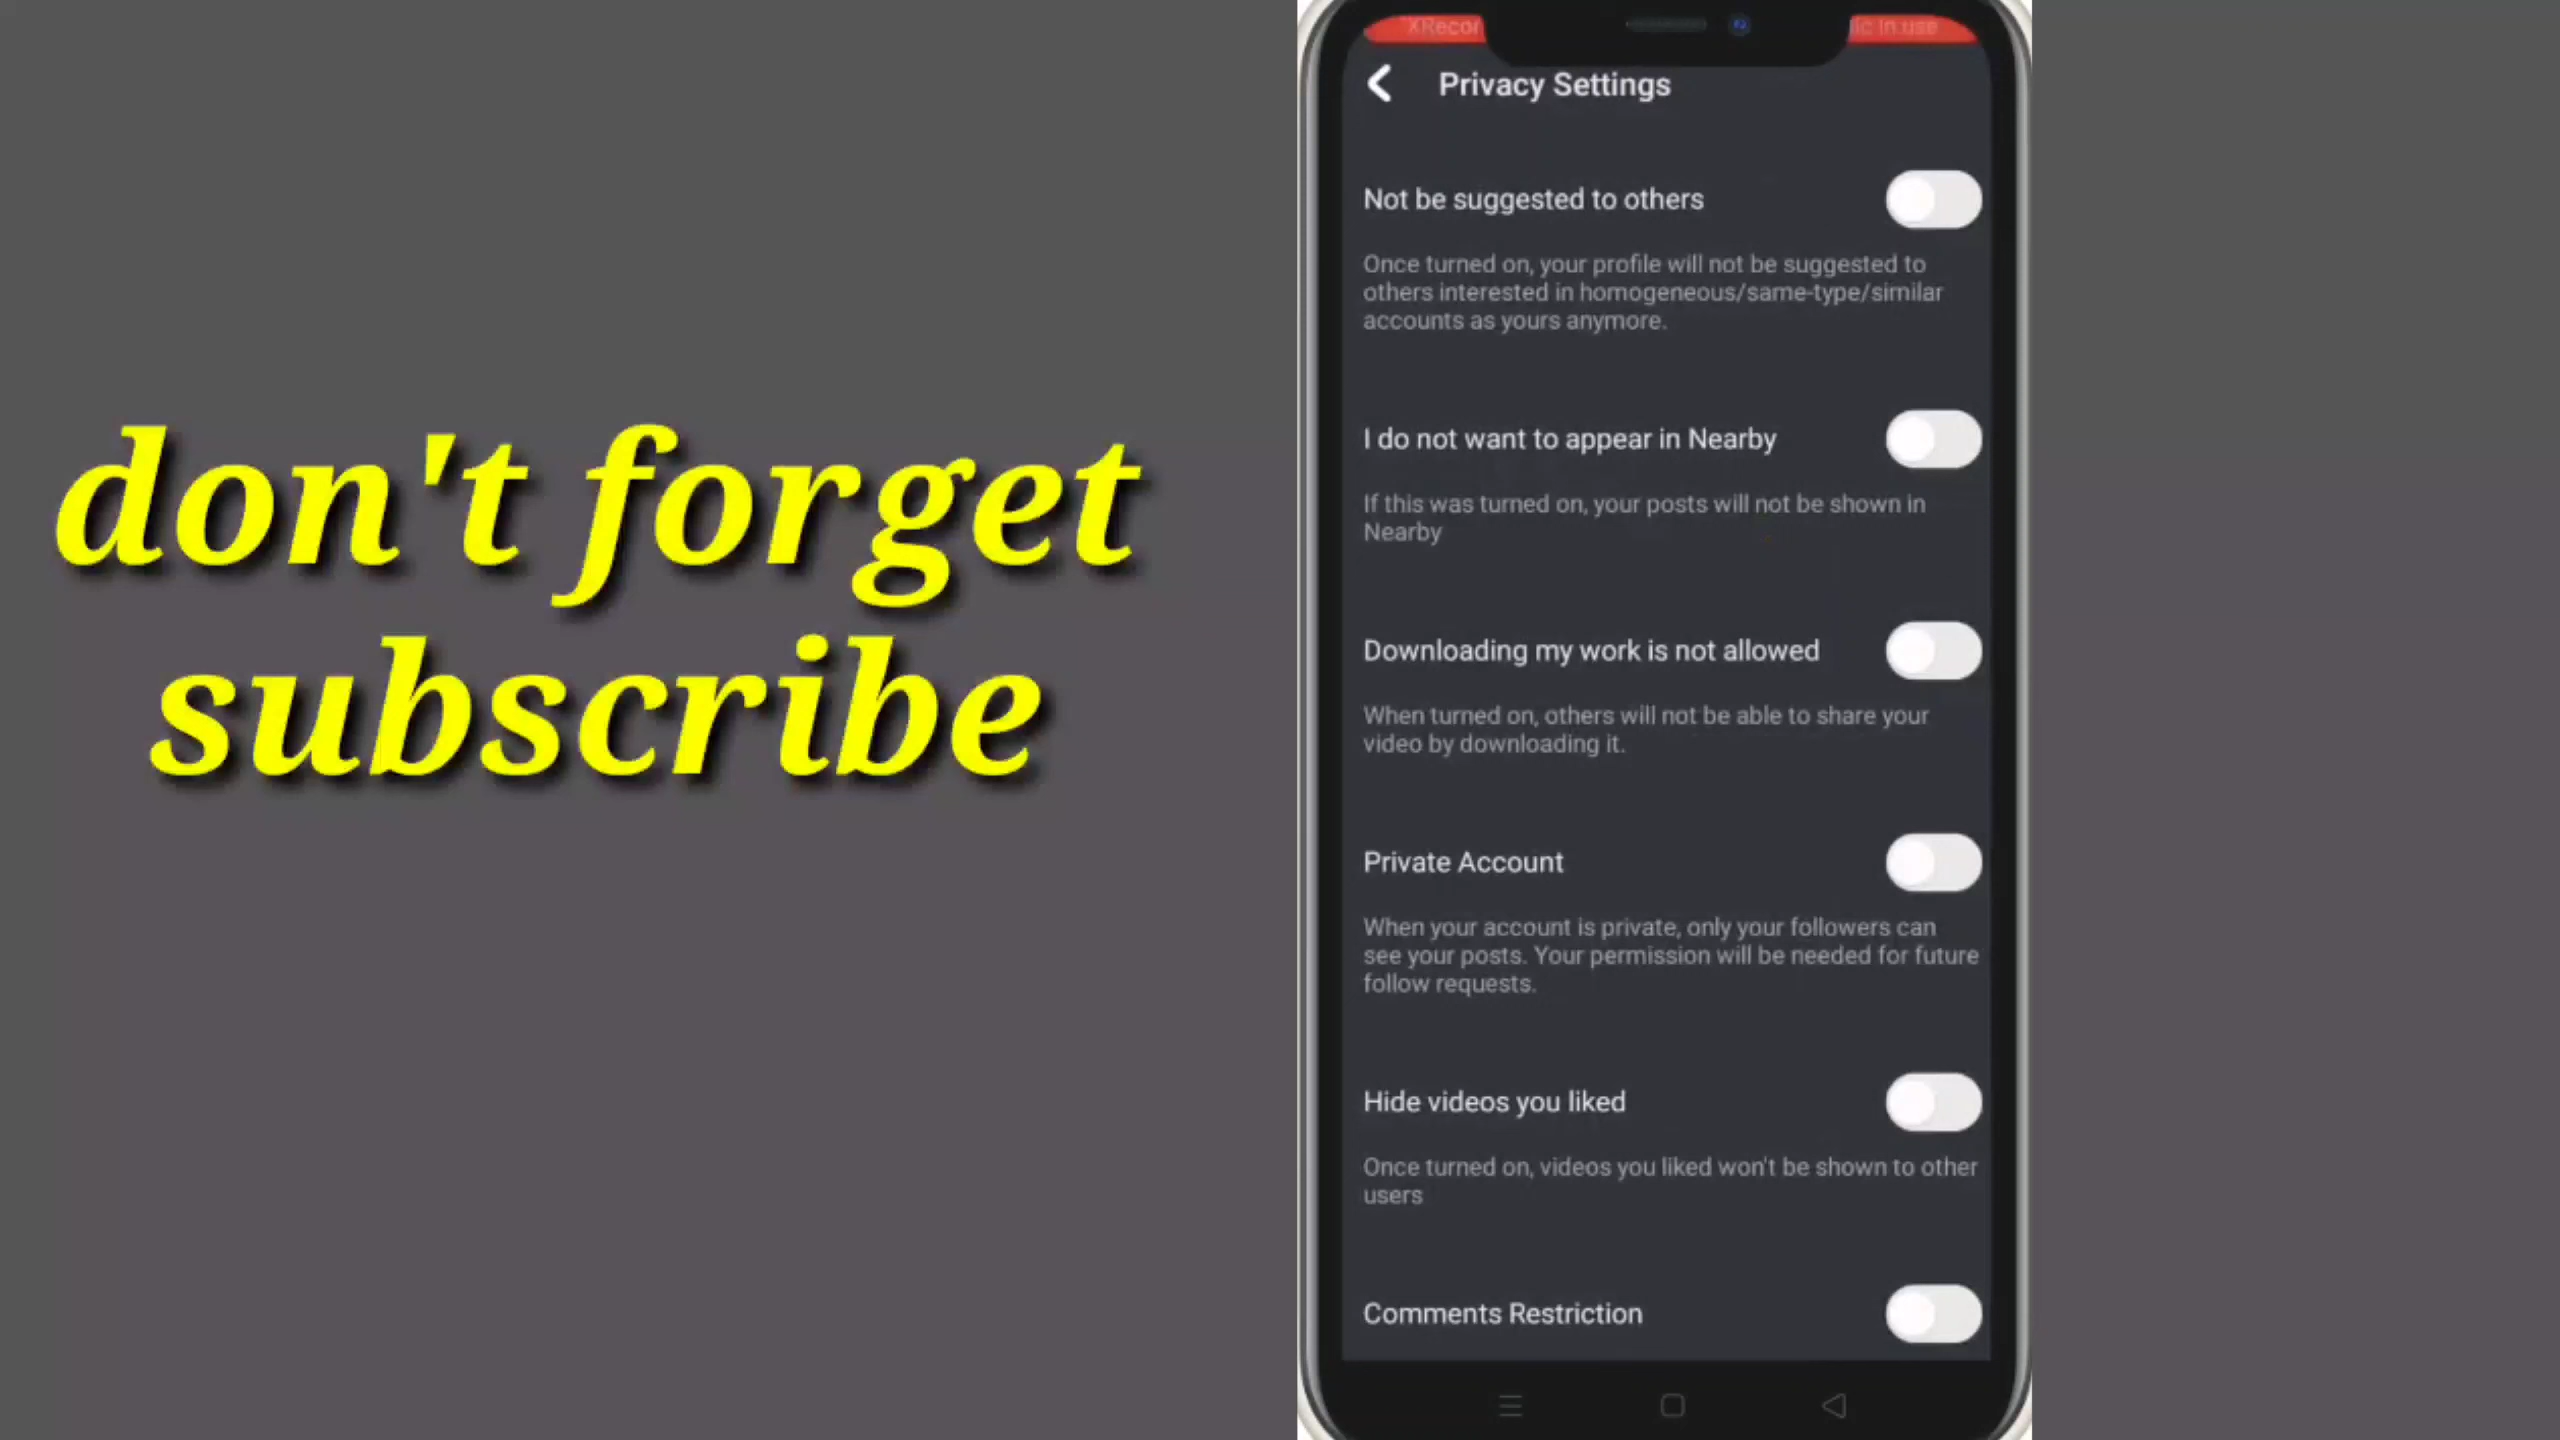 don't forget
subscribe
XRecor
ic in use
Privacy Settings
Not be suggested to others
Once turned on, your profile will not be suggested to
others interested in homogeneous/same-type/similar
accounts as yours anymore.
I do not want to appear in Nearby
If this was turned on, your posts will not be shown in
Nearby
Downloading my work is not allowed
When turned on, others will not be able to share your
video by downloading it.
Private Account
When your account is private, only your followers can
see your posts. Your permission will be needed for future
follow requests.
Hide videos you liked
Once turned on, videos you liked won't be shown to other
users
Comments Restriction